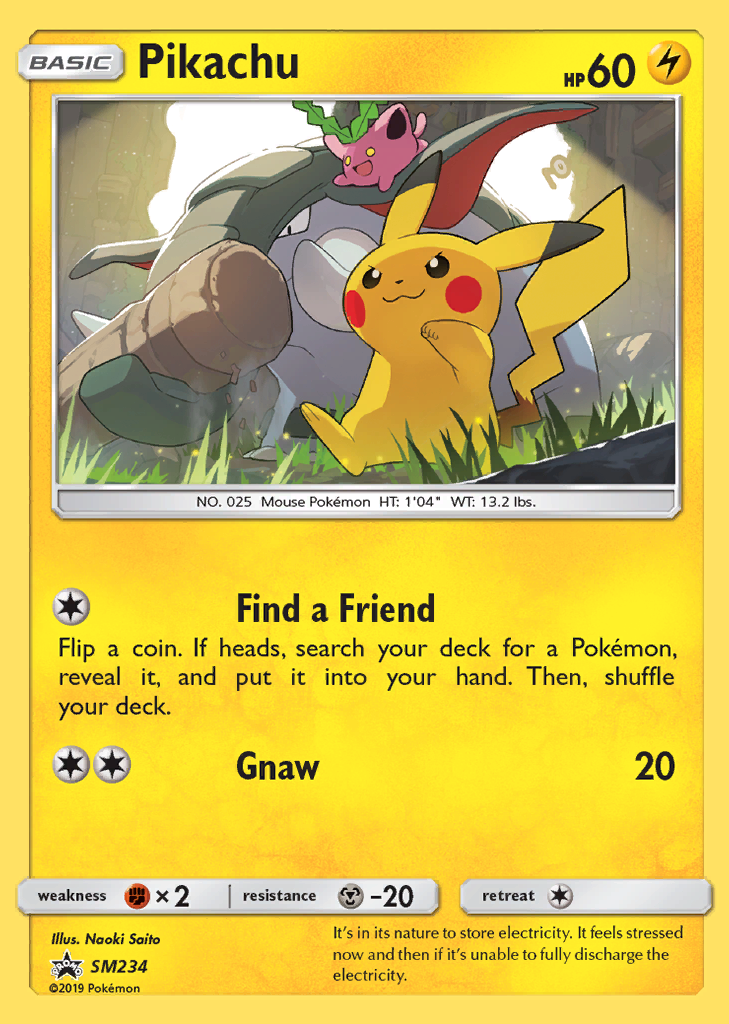 BASIC Pikachu HP60
NO. 025 Mouse Pokémon HT: 1'04" WT: 13.2 lbs.
Find a Friend
Flip a coin. If heads, search your deck for a Pokémon,
reveal it, and put it into your hand. Then, shuffle
your deck.
Gnaw 20
weakness ×2 resistance -20 retreat
Illus. Naoki Saito
PROMO SM234
©2019 Pokémon
It's in its nature to store electricity. It feels stressed
now and then if it's unable to fully discharge the
electricity.